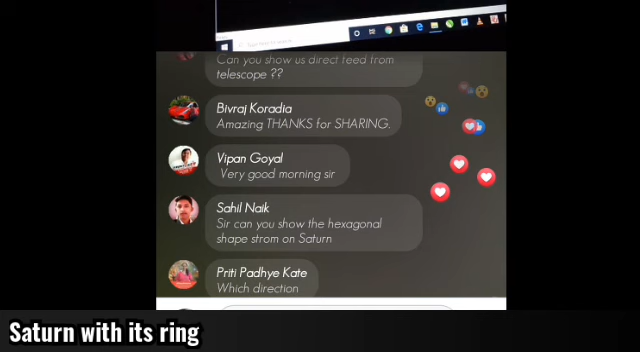 Can you show us direct feed from
telescope ??
Bivraj Koradia
Amazing THANKS for SHARING.
Vipan Goyal
Very good morning sir
Sahil Naik
Sir can you show the hexagonal
shape strom on Saturn
Priti Padhye Kate
Which direction
Saturn with its ring